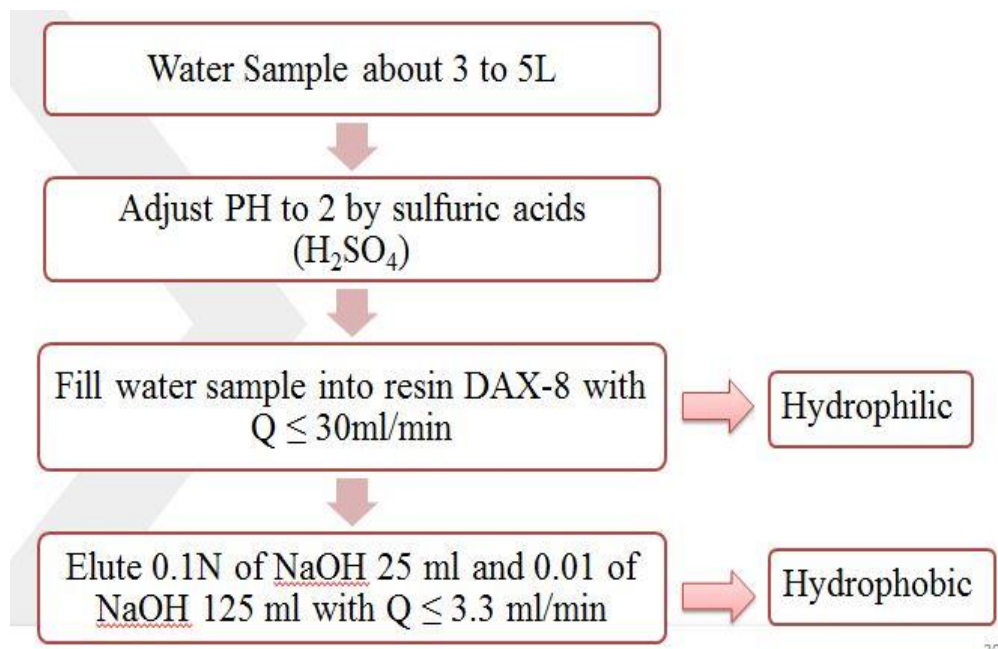 Water Sample about 3 to 5L
Adjust PH to 2 by sulfuric acids
(H₂SO₄)
Fill water sample into resin DAX-8 with
Q ≤ 30ml/min
Hydrophilic
Elute 0.1N of NaOH 25 ml and 0.01 of
NaOH 125 ml with Q ≤ 3.3 ml/min
Hydrophobic